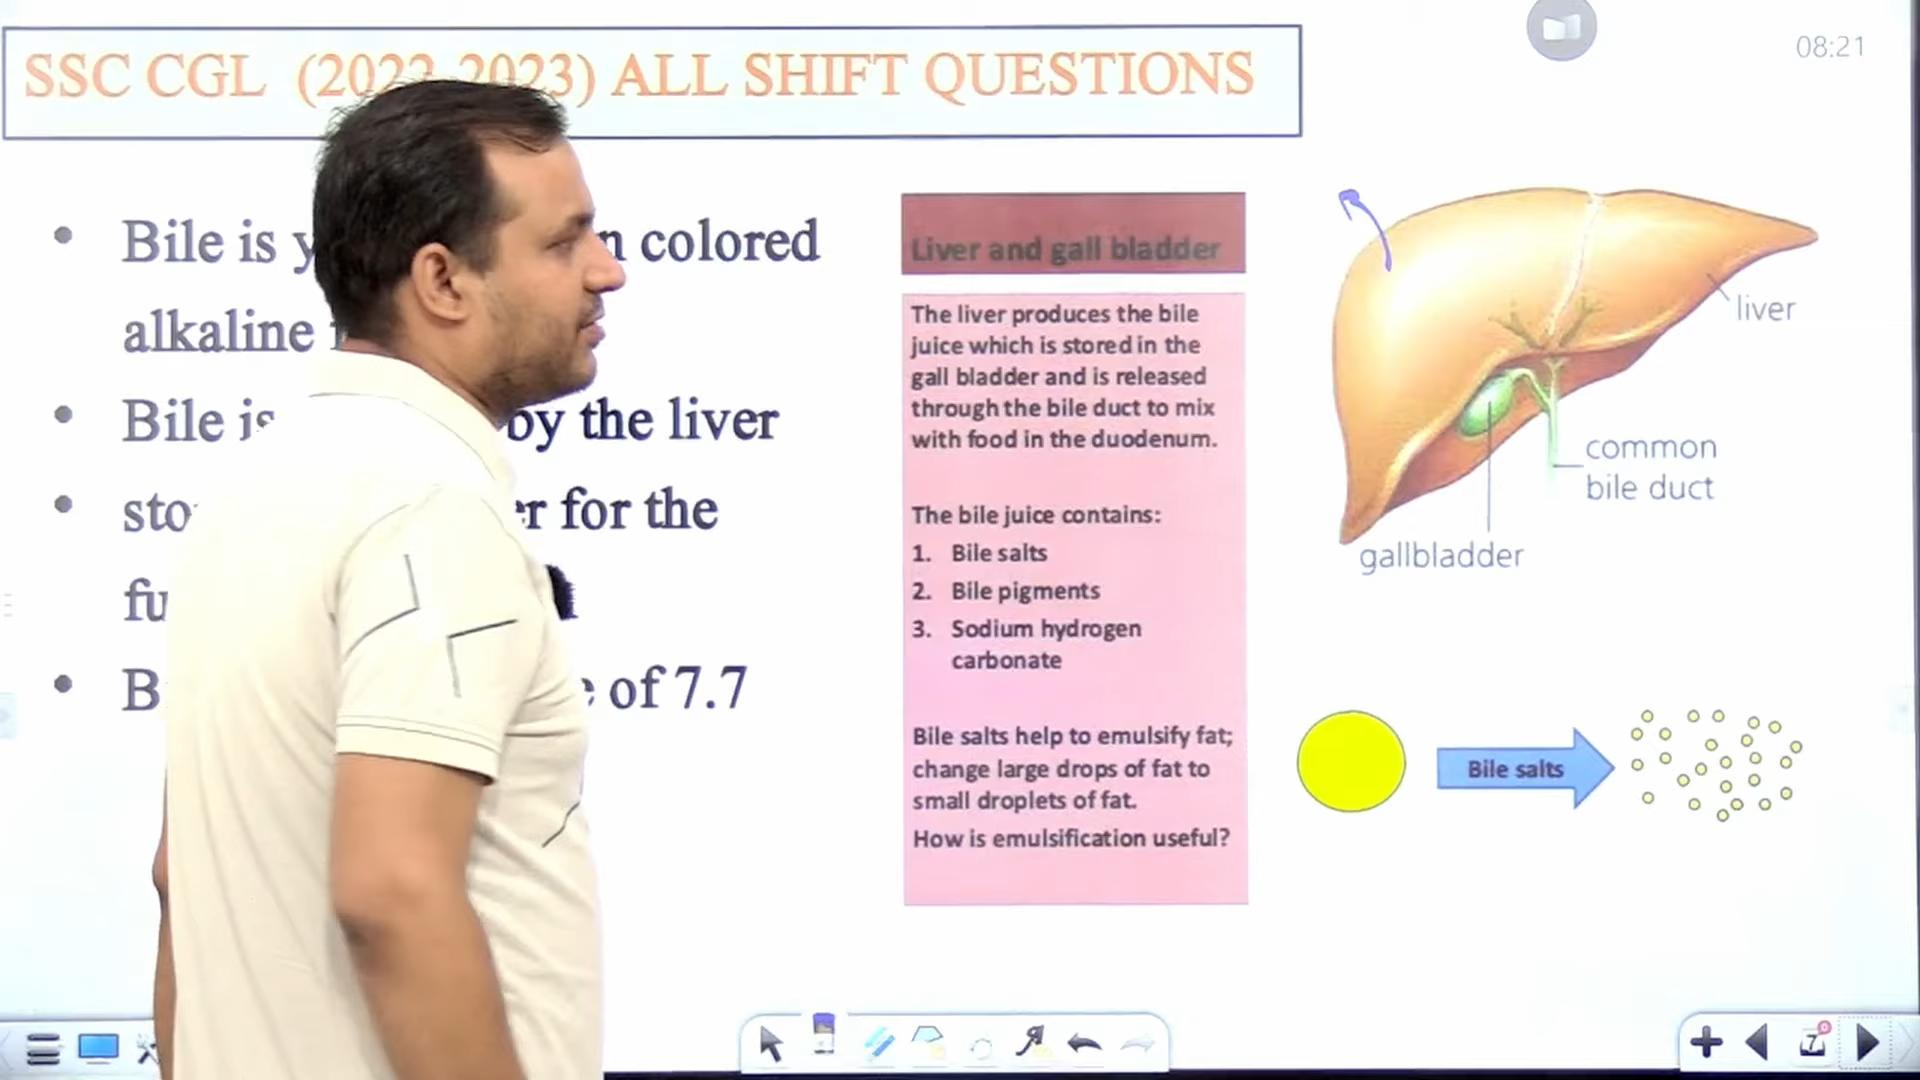 SSC CGL (2022-2023) ALL SHIFT QUESTIONS
08:21
Bile is colored
alkaline
Bile is by the liver
for the
of 7.7
Liver and gall bladder
The liver produces the bile
juice which is stored in the
gall bladder and is released
through the bile duct to mix
with food in the duodenum.
The bile juice contains:
1. Bile salts
2. Bile pigments
3. Sodium hydrogen
carbonate
Bile salts help to emulsify fat;
change large drops of fat to
small droplets of fat.
How is emulsification useful?
liver
common
bile duct
gallbladder
Bile salts
7
0